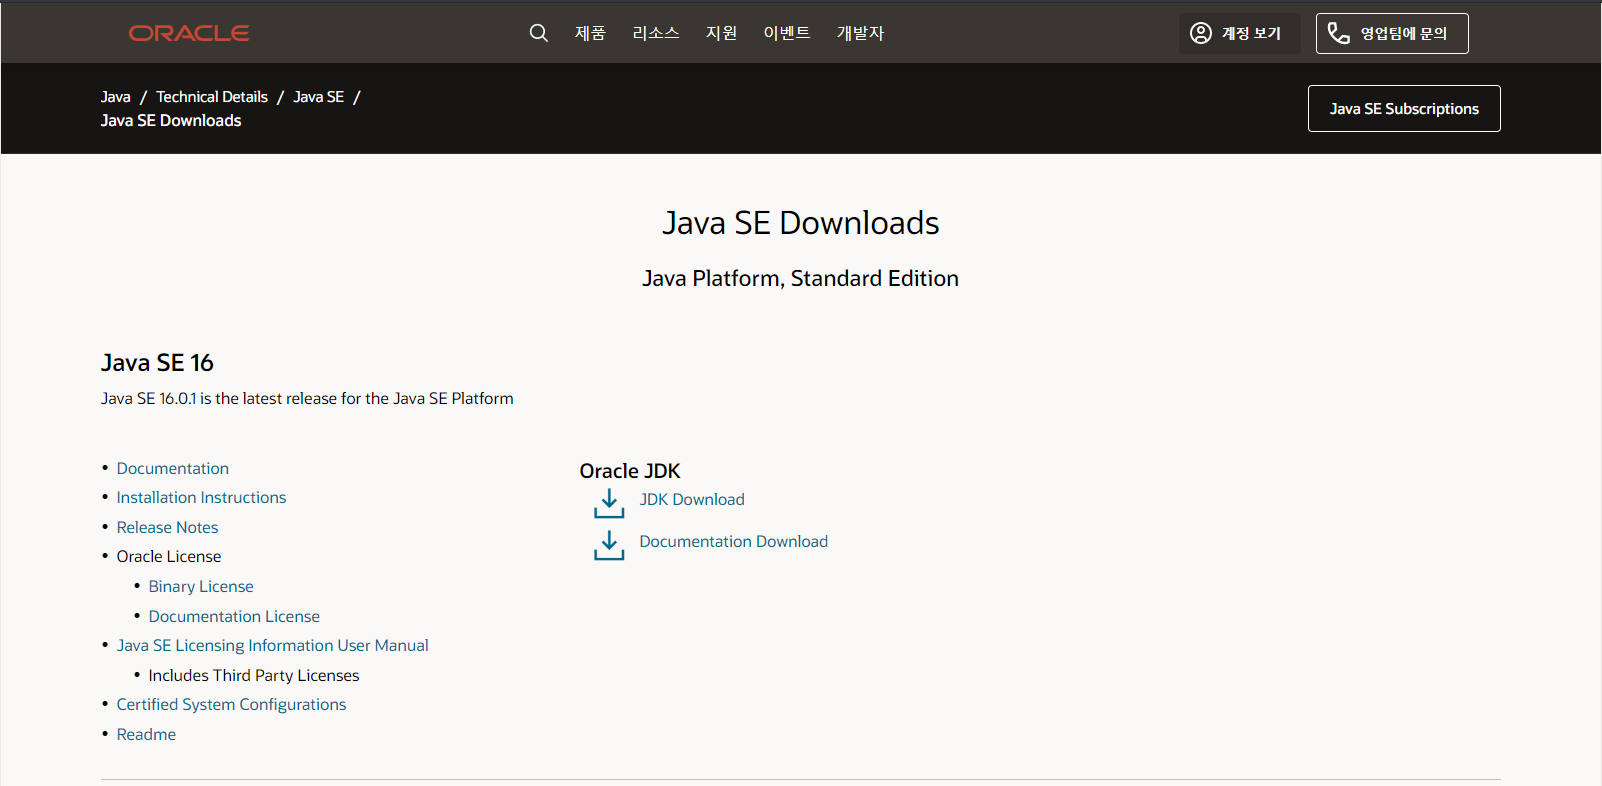 ORACLE
제품 리소스 지원 이벤트 개발자
계정 보기
영업팀에 문의
Java / Technical Details / Java SE /
Java SE Downloads
Java SE Subscriptions
Java SE Downloads
Java Platform, Standard Edition
Java SE 16
Java SE 16.0.1 is the latest release for the Java SE Platform
• Documentation
• Installation Instructions
• Release Notes
• Oracle License
• Binary License
• Documentation License
• Java SE Licensing Information User Manual
• Includes Third Party Licenses
• Certified System Configurations
• Readme
Oracle JDK
JDK Download
Documentation Download